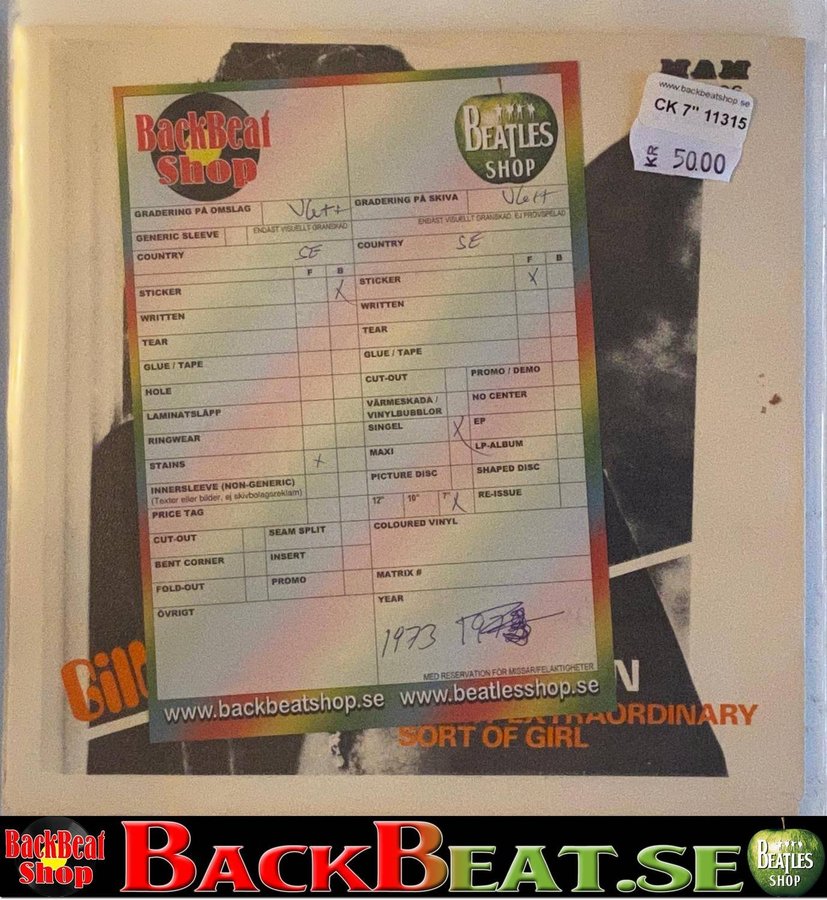 MAM
www.backbeatshop.se
CK 7" 11315
KR 50.00
BackBeat
Shop
BEATLES
SHOP
GRADERING PÅ OMSLAG VG++
ENDAST VISUELLT GRANSKAD
GENERIC SLEEVE
COUNTRY SE
F B
STICKER X
WRITTEN
TEAR
GLUE / TAPE
HOLE
LAMINATSLÄPP
RINGWEAR
STAINS X
INNERSLEEVE (NON-GENERIC)
(Texter eller bilder, ej skivbolagsreklam)
PRICE TAG
CUT-OUT SEAM SPLIT
BENT CORNER INSERT
FOLD-OUT PROMO
ÖVRIGT
GRADERING PÅ SKIVA VG++
ENDAST VISUELLT GRANSKAD, EJ PROVSPELAD
COUNTRY SE
F B
STICKER X
WRITTEN
TEAR
GLUE / TAPE
CUT-OUT PROMO / DEMO
VÄRMESKADA /
VINYLBUBBLOR NO CENTER
SINGEL X EP
MAXI LP-ALBUM
PICTURE DISC SHAPED DISC
12" 10" 7" X RE-ISSUE
COLOURED VINYL
MATRIX #
YEAR
1973
MED RESERVATION FÖR MISSAR/FELAKTIGHETER
www.backbeatshop.se www.beatlesshop.se
Gil
N
EXTRAORDINARY
SORT OF GIRL
BackBeat
Shop
BACKBEAT.SE
BEATLES
SHOP